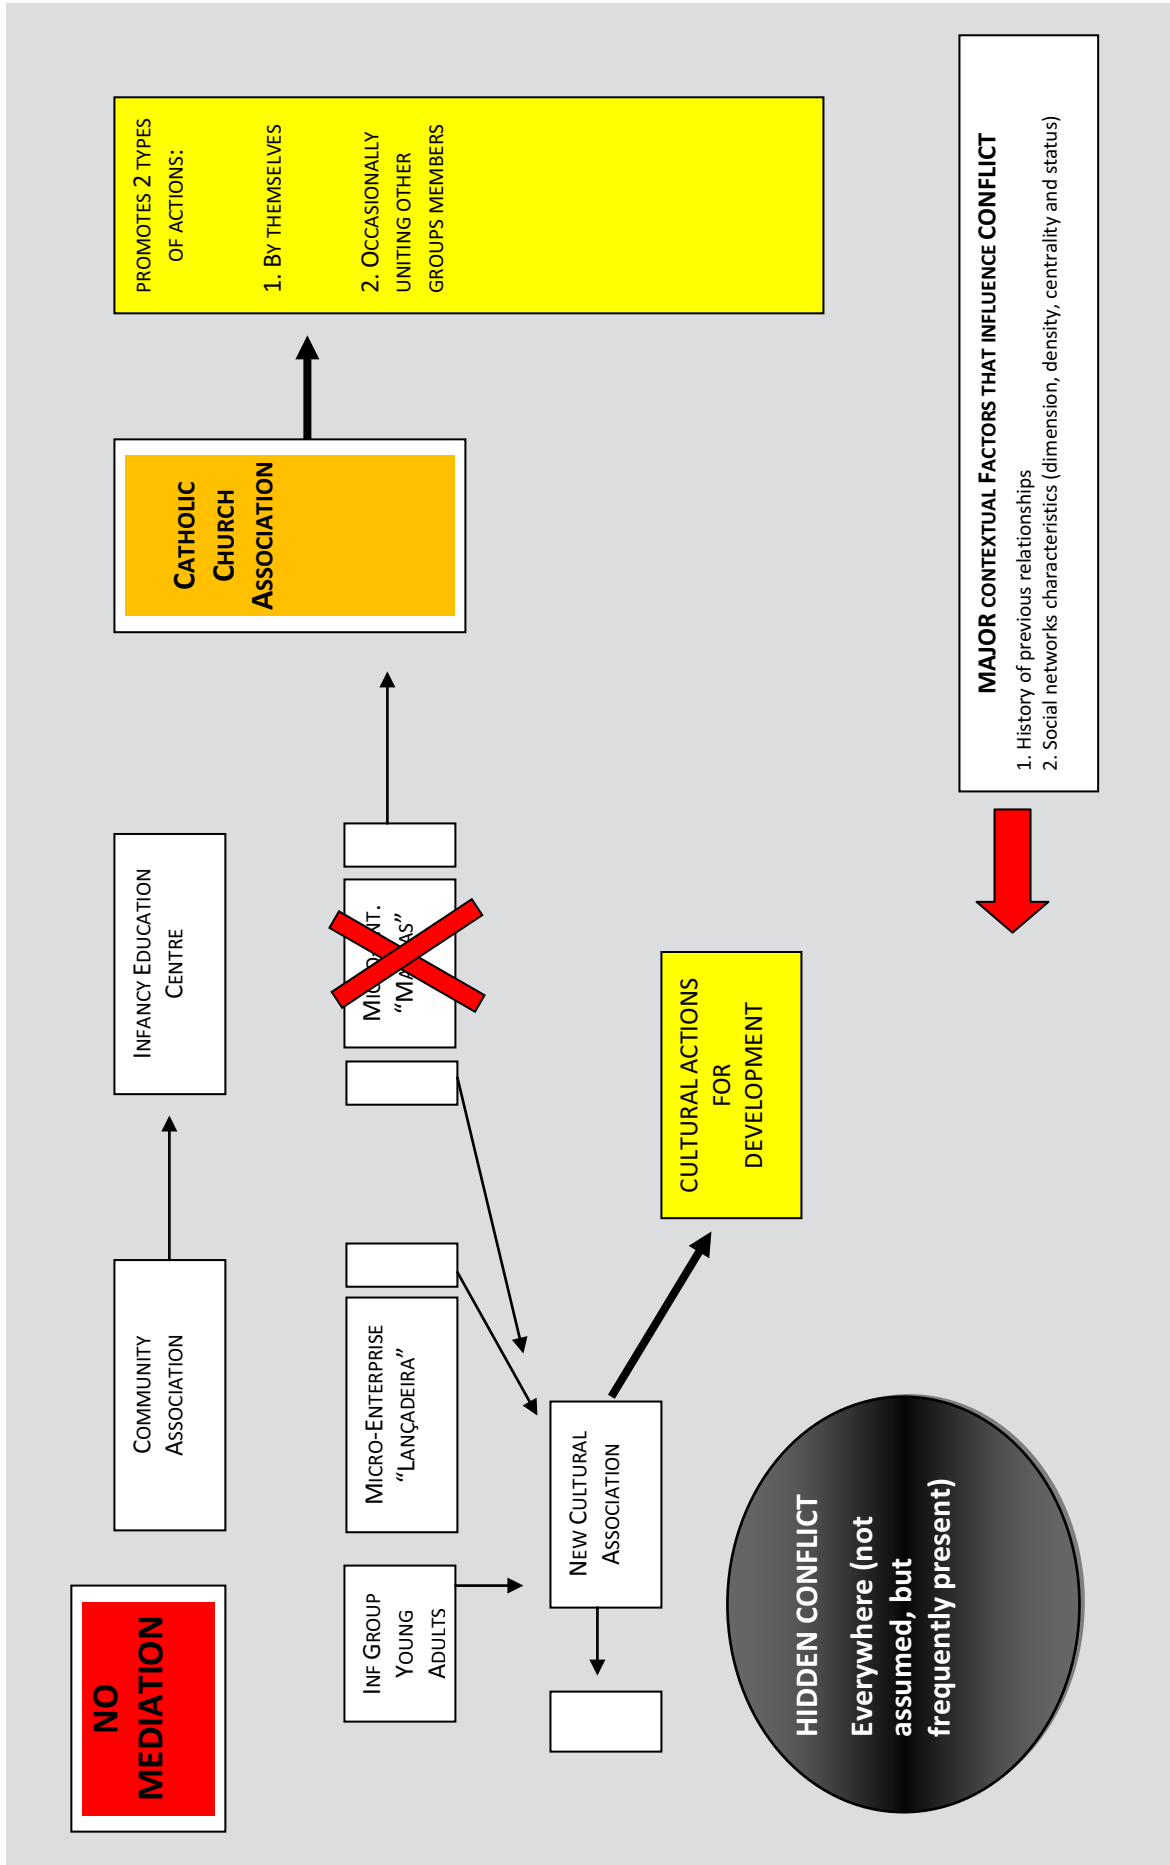 NO
MEDIATION
COMMUNITY
ASSOCIATION
INFANCY EDUCATION
CENTRE
CATHOLIC
CHURCH
ASSOCIATION
PROMOTES 2 TYPES
OF ACTIONS:
1. BY THEMSELVES
2. OCCASIONALLY
UNITING OTHER
GROUPS MEMBERS
INF GROUP
YOUNG
ADULTS
MICRO-ENTERPRISE
“LANÇADEIRA”
NEW CULTURAL
ASSOCIATION
CULTURAL ACTIONS
FOR
DEVELOPMENT
HIDDEN CONFLICT
Everywhere (not
assumed, but
frequently present)
MAJOR CONTEXTUAL FACTORS THAT INFLUENCE CONFLICT
1. History of previous relationships
2. Social networks characteristics (dimension, density, centrality and status)